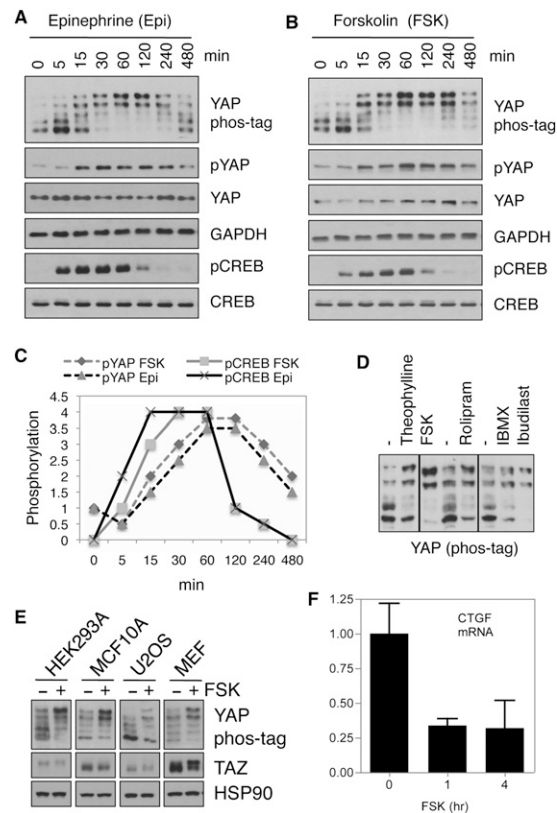 A
Epinephrine (Epi)
0 5 15 30 60 120 240 480 min
YAP
phos-tag
pYAP
YAP
GAPDH
pCREB
CREB
B
Forskolin (FSK)
0 5 15 30 60 120 240 480 min
YAP
phos-tag
pYAP
YAP
GAPDH
pCREB
CREB
C
pYAP FSK pCREB FSK
pYAP Epi pCREB Epi
Phosphorylation
4.5
4
3.5
3
2.5
2
1.5
1
0.5
0
0 5 15 30 60 120 240 480
min
D
- Theophylline FSK - Rolipram - IBMX Ibudilast
YAP (phos-tag)
E
HEK293A MCF10A U2OS MEF
– + – + – + – + FSK
YAP
phos-tag
TAZ
HSP90
F
CTGF
mRNA
1.25
1.00
0.75
0.50
0.25
0.00
0 1 4
FSK (hr)